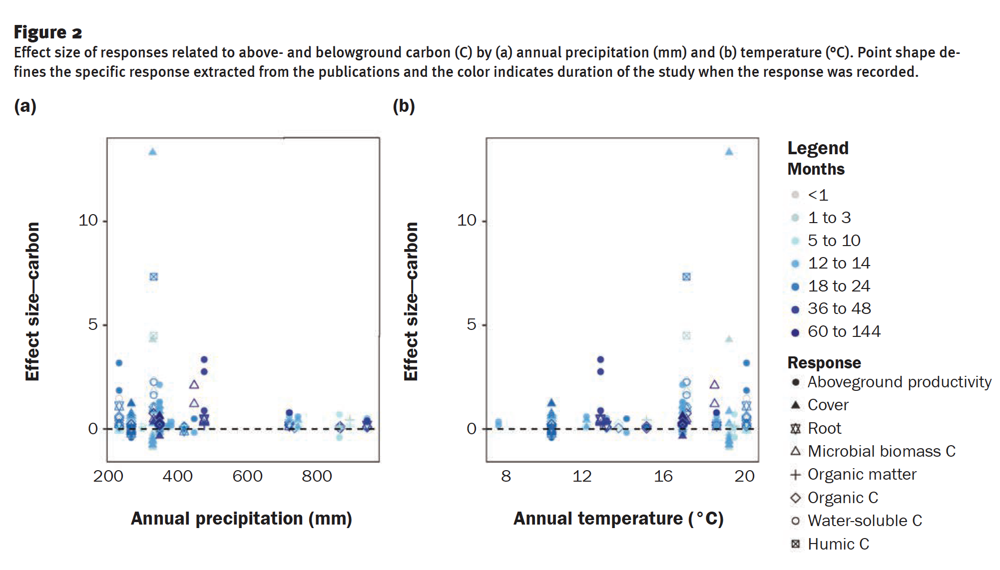 Figure 2
Effect size of responses related to above- and belowground carbon (C) by (a) annual precipitation (mm) and (b) temperature (°C). Point shape de-
fines the specific response extracted from the publications and the color indicates duration of the study when the response was recorded.
(a)
Effect size—carbon
10
5
0
200 400 600 800
Annual precipitation (mm)
(b)
Effect size—carbon
10
5
0
8 12 16 20
Annual temperature (°C)
Legend
Months
<1
1 to 3
5 to 10
12 to 14
18 to 24
36 to 48
60 to 144
Response
Aboveground productivity
Cover
Root
Microbial biomass C
Organic matter
Organic C
Water-soluble C
Humic C